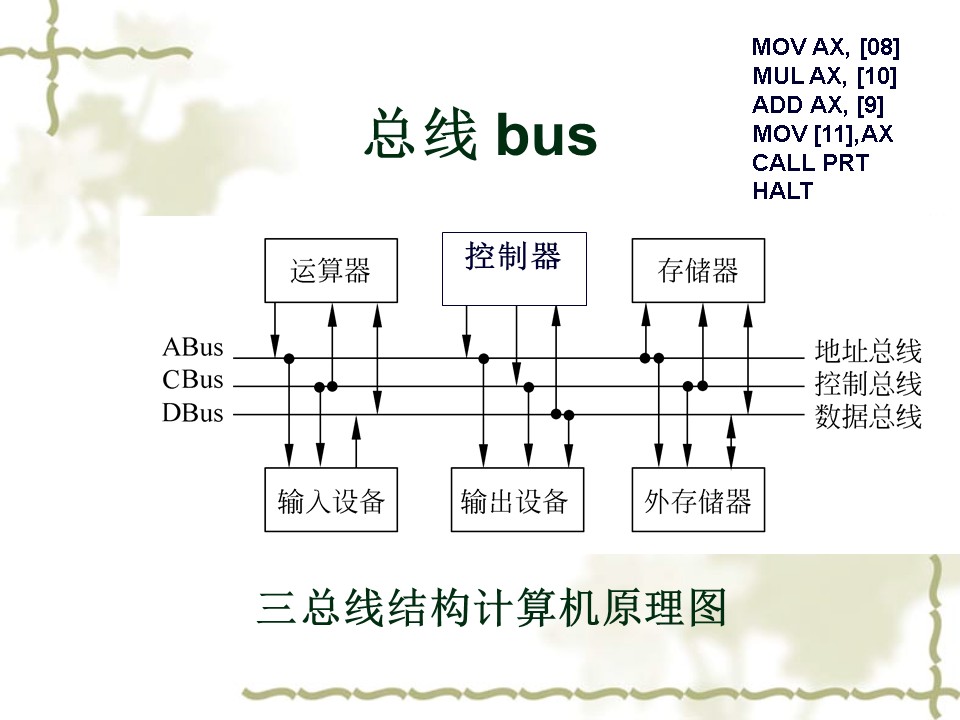 MOV AX, [08]
MUL AX, [10]
ADD AX, [9]
MOV [11],AX
CALL PRT
HALT
总线 bus
运算器
控制器
存储器
ABus
地址总线
CBus
控制总线
DBus
数据总线
输入设备
输出设备
外存储器
三总线结构计算机原理图